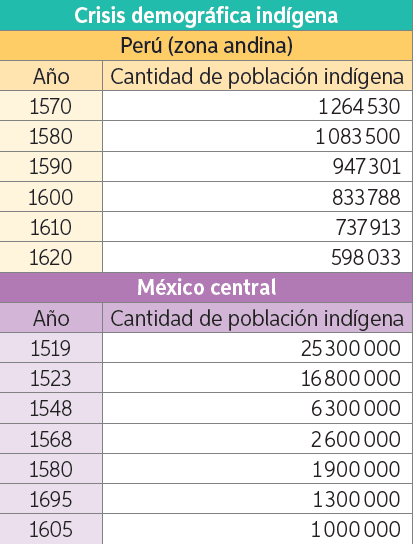 Crisis demográfica indígena
Perú (zona andina)
Año Cantidad de población indígena
1570 1 264 530
1580 1 083 500
1590 947 301
1600 833 788
1610 737 913
1620 598 033
México central
Año Cantidad de población indígena
1519 25 300 000
1523 16 800 000
1548 6 300 000
1568 2 600 000
1580 1 900 000
1695 1 300 000
1605 1 000 000